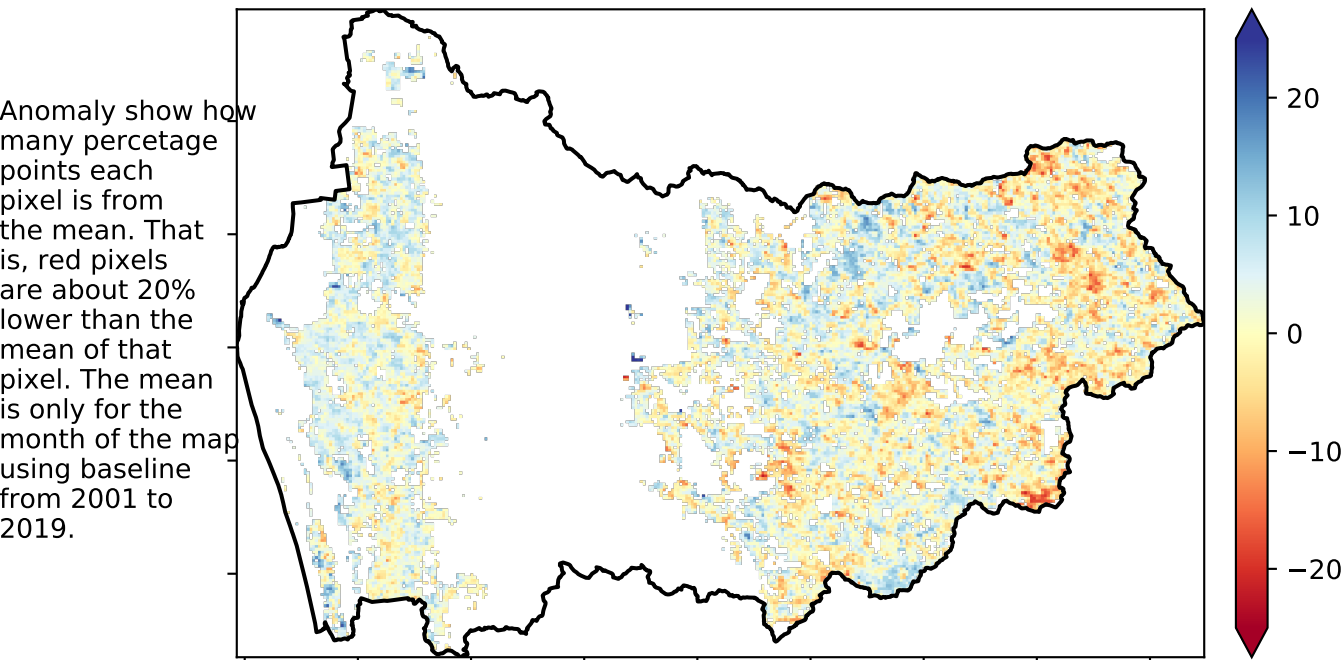 Anomaly show how
many percetage
points each
pixel is from
the mean. That
is, red pixels
are about 20%
lower than the
mean of that
pixel. The mean
is only for the
month of the map
using baseline
from 2001 to
2019.
20
10
0
−10
−20